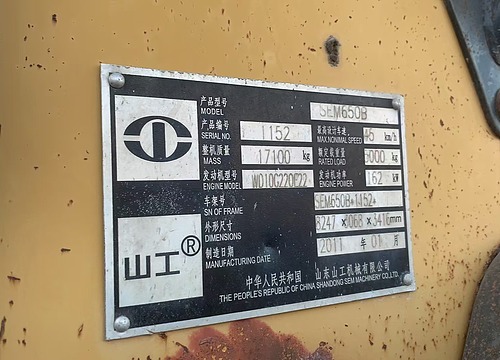 产品型号 MODEL SEM650B
产品编号 SERIAL NO. 1152
最高设计车速 MAX.NONIMAL SPEED 46 km/h
整机质量 MASS 17100 kg
额定载重量 RATED LOAD 5000 kg
发动机型号 ENGINE MODEL WD10G220E22
发动机功率 ENGINE POWER 162 kW
车架号 SN OF FRAME SEM650B*1152*
外形尺寸 DIMENSIONS 8247 × 3068 × 3416mm
制造日期 MANUFACTURING DATE 2011 年 01 月
山工®
中华人民共和国 山东山工机械有限公司
THE PEOPLE'S REPUBLIC OF CHINA SHANDONG SEM MACHINERY CO.,LTD.